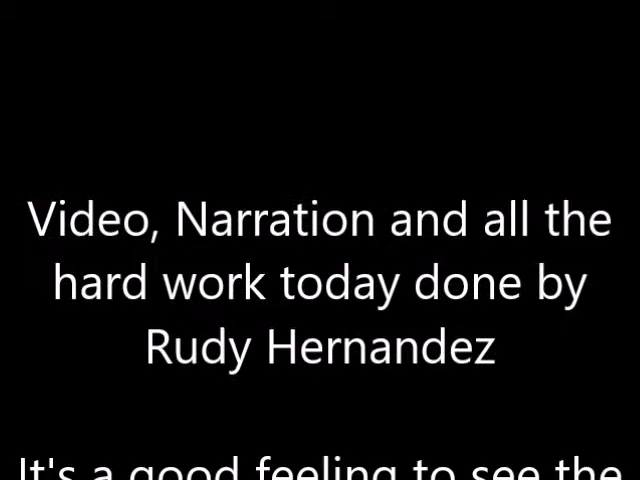 Video, Narration and all the
hard work today done by
Rudy Hernandez
It's a good feeling to see the